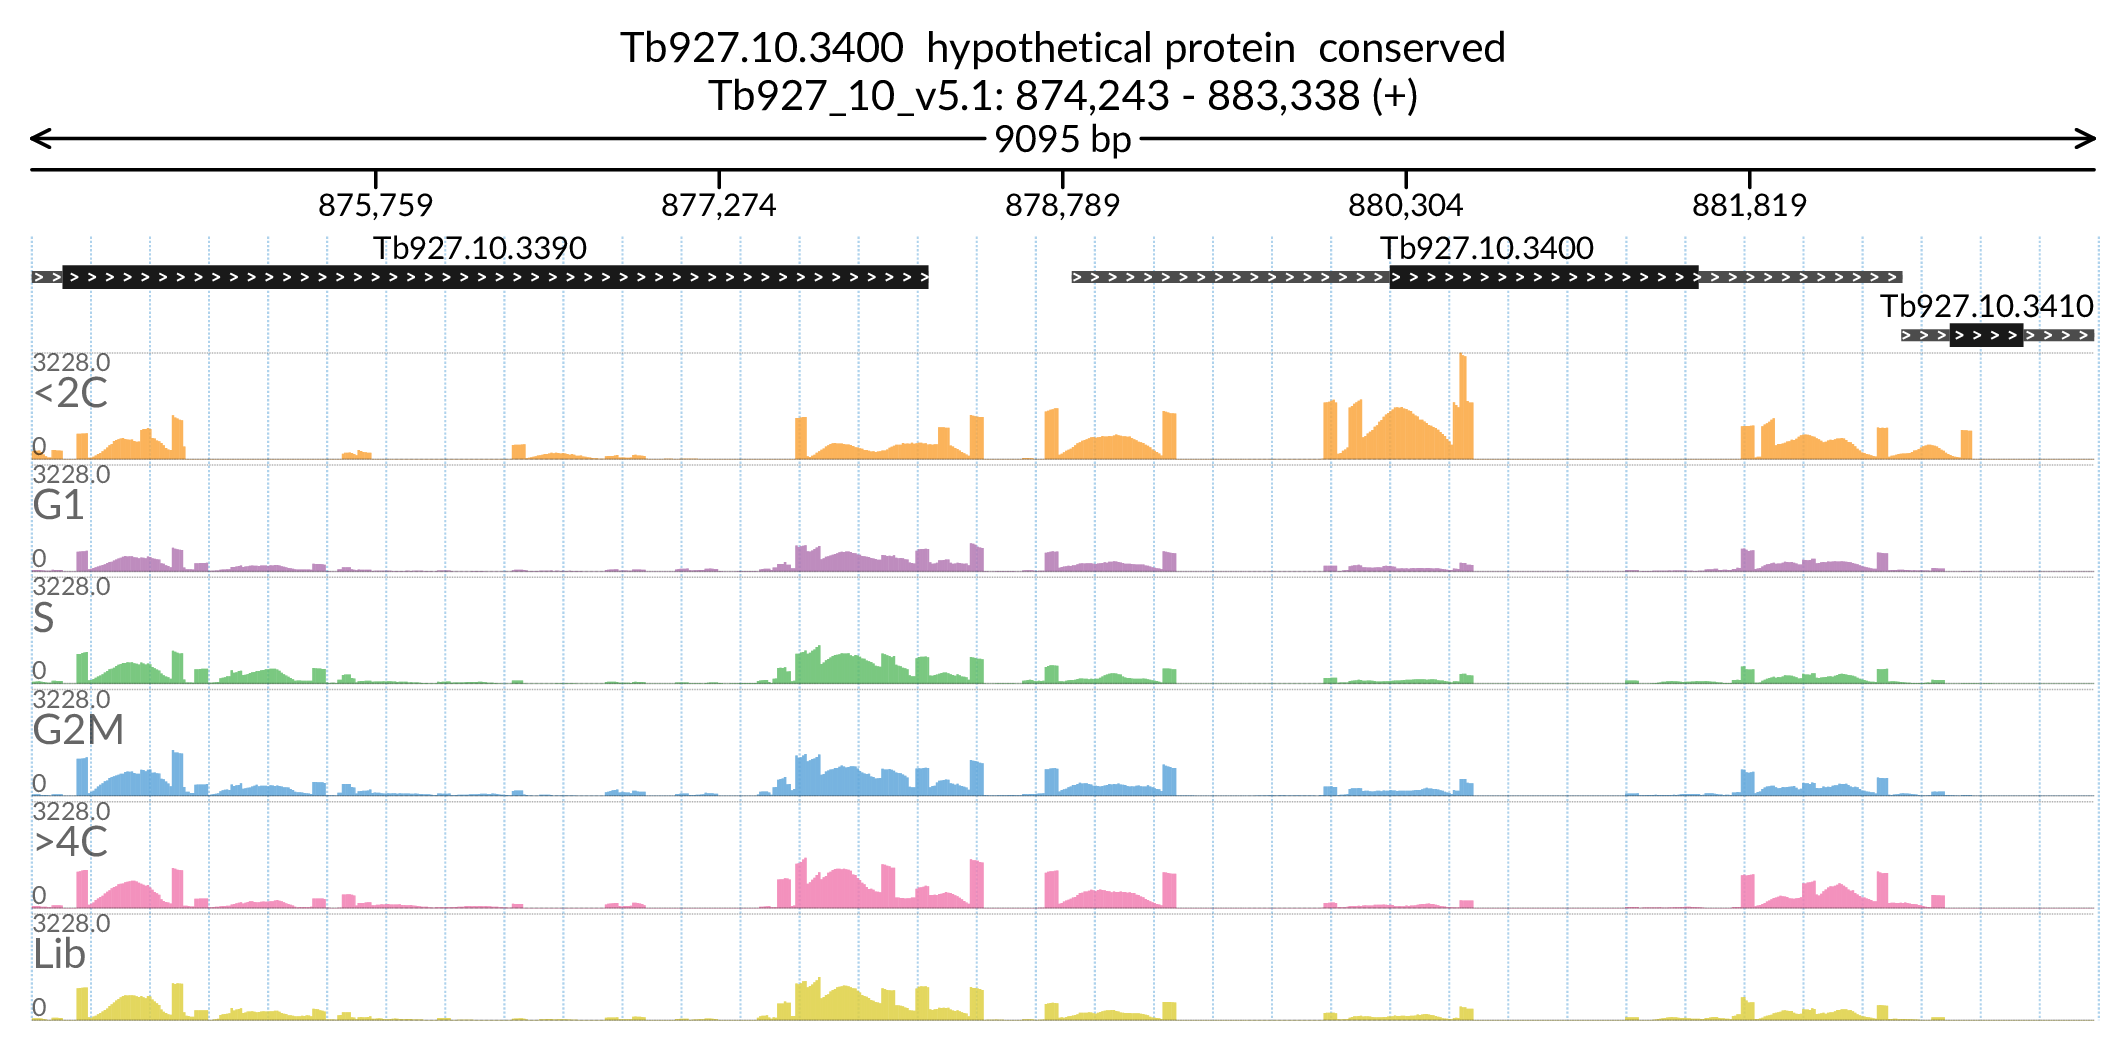 Tb927.10.3400 hypothetical protein conserved
Tb927_10_v5.1: 874,243 - 883,338 (+)
9095 bp
875,759 877,274 878,789 880,304 881,819
Tb927.10.3390 Tb927.10.3400
Tb927.10.3410
3228.0
<2C
0
3228.0
G1
0
3228.0
S
0
3228.0
G2M
0
3228.0
>4C
0
3228.0
Lib
0